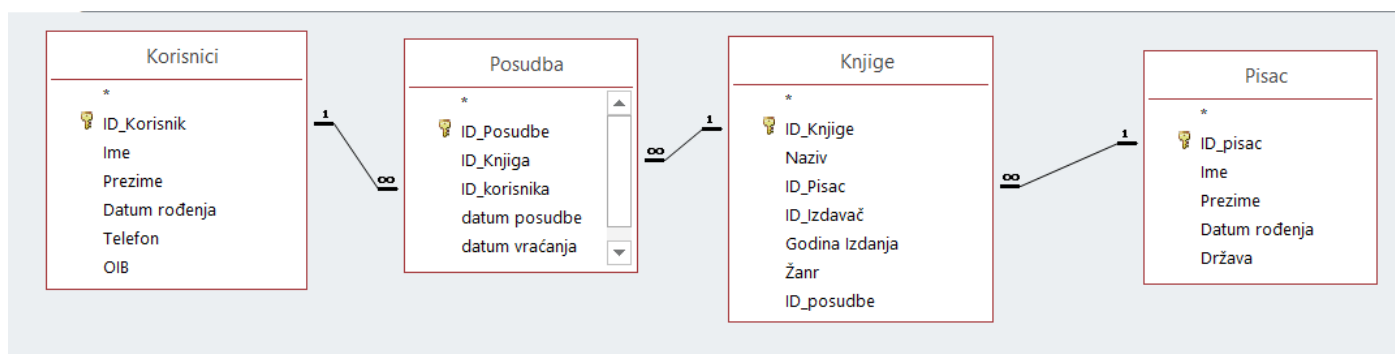 Korisnici
*
ID_Korisnik
Ime
Prezime
Datum rođenja
Telefon
OIB
1
∞
Posudba
*
ID_Posudbe
ID_Knjiga
ID_korisnika
datum posudbe
datum vraćanja
∞
1
Knjige
*
ID_Knjige
Naziv
ID_Pisac
ID_Izdavač
Godina Izdanja
Žanr
ID_posudbe
∞
1
Pisac
*
ID_pisac
Ime
Prezime
Datum rođenja
Država